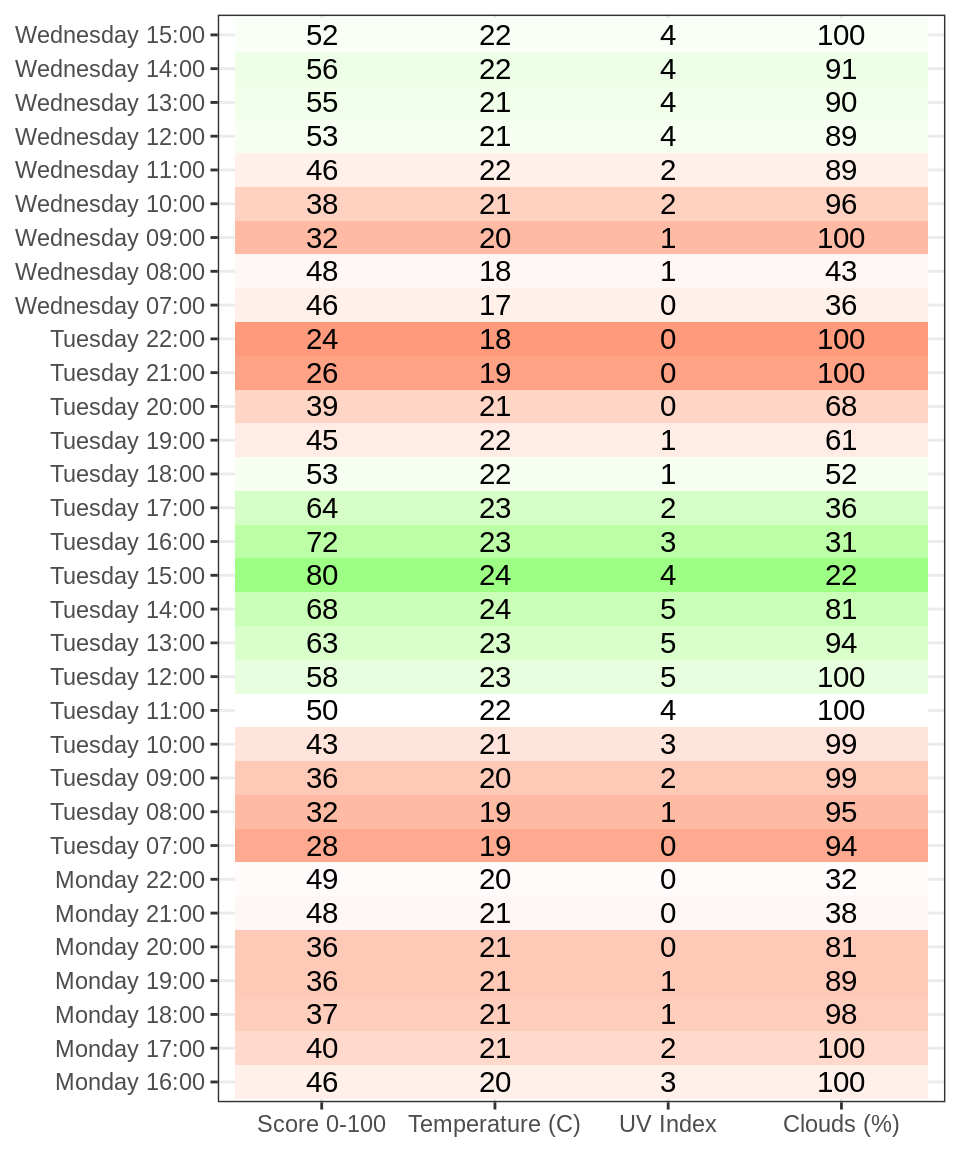 Wednesday 15:00 52 22 4 100
Wednesday 14:00 56 22 4 91
Wednesday 13:00 55 21 4 90
Wednesday 12:00 53 21 4 89
Wednesday 11:00 46 22 2 89
Wednesday 10:00 38 21 2 96
Wednesday 09:00 32 20 1 100
Wednesday 08:00 48 18 1 43
Wednesday 07:00 46 17 0 36
Tuesday 22:00 24 18 0 100
Tuesday 21:00 26 19 0 100
Tuesday 20:00 39 21 0 68
Tuesday 19:00 45 22 1 61
Tuesday 18:00 53 22 1 52
Tuesday 17:00 64 23 2 36
Tuesday 16:00 72 23 3 31
Tuesday 15:00 80 24 4 22
Tuesday 14:00 68 24 5 81
Tuesday 13:00 63 23 5 94
Tuesday 12:00 58 23 5 100
Tuesday 11:00 50 22 4 100
Tuesday 10:00 43 21 3 99
Tuesday 09:00 36 20 2 99
Tuesday 08:00 32 19 1 95
Tuesday 07:00 28 19 0 94
Monday 22:00 49 20 0 32
Monday 21:00 48 21 0 38
Monday 20:00 36 21 0 81
Monday 19:00 36 21 1 89
Monday 18:00 37 21 1 98
Monday 17:00 40 21 2 100
Monday 16:00 46 20 3 100
Score 0-100 Temperature (C) UV Index Clouds (%)